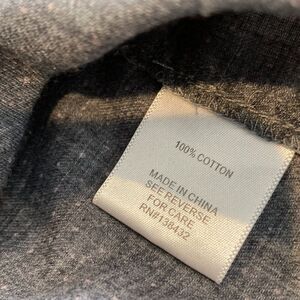 100% COTTON
MADE IN CHINA
SEE REVERSE
FOR CARE
RN#138432